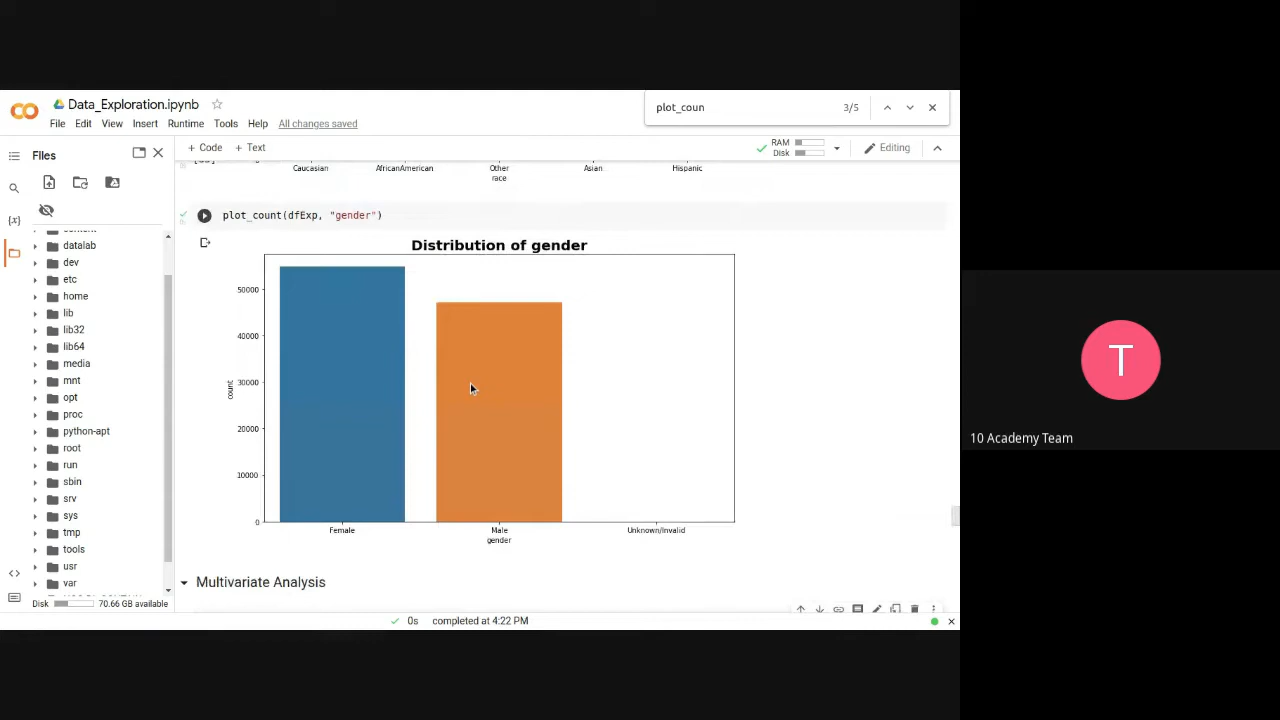 Data_Exploration.ipynb
plot_coun 3/5
File Edit View Insert Runtime Tools Help All changes saved
Files
+ Code + Text
RAM
Disk
Editing
Caucasian AfricanAmerican Other Asian Hispanic
race
{x}
plot_count(dfExp, "gender")
datalab
dev
etc
home
lib
lib32
lib64
media
mnt
opt
proc
python-apt
root
run
sbin
srv
sys
tmp
tools
usr
var
Disk 70.66 GB available
Distribution of gender
50000
40000
30000
20000
10000
0
count
Female Male Unknown/Invalid
gender
Multivariate Analysis
0s completed at 4:22 PM
T
10 Academy Team